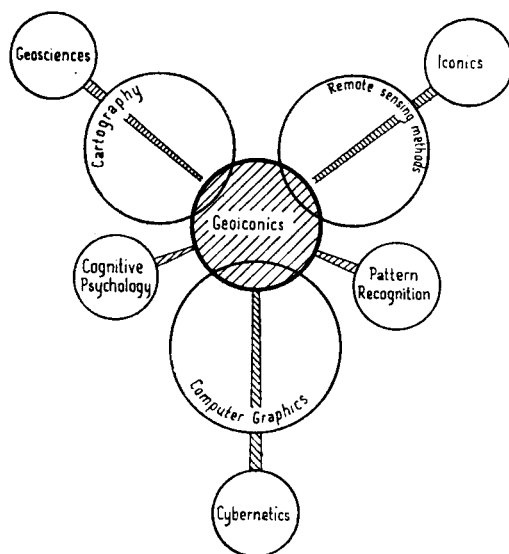 Geosciences
Iconics
Cartography
Remote sensing methods
Geoiconics
Cognitive
Psychology
Pattern
Recognition
Computer Graphics
Cybernetics